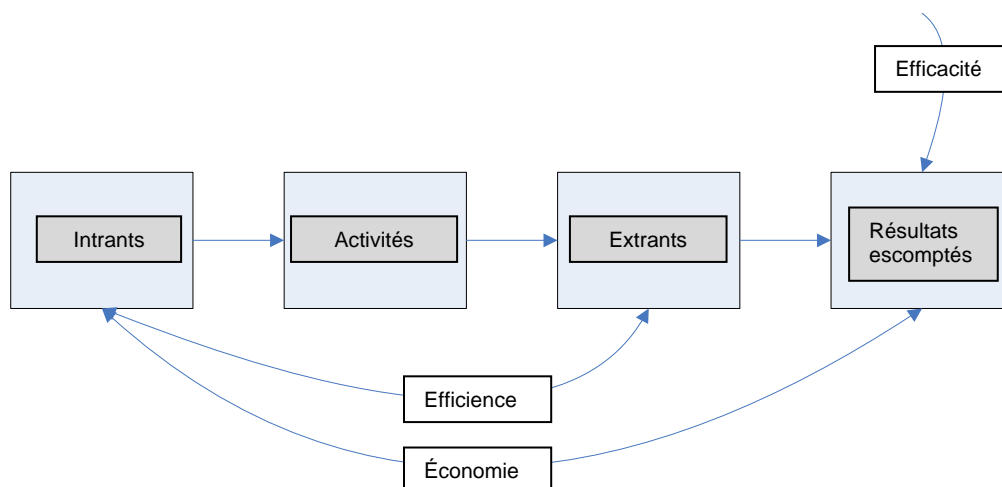 Efficacité
Intrants
Activités
Extrants
Résultats
escomptés
Efficience
Économie